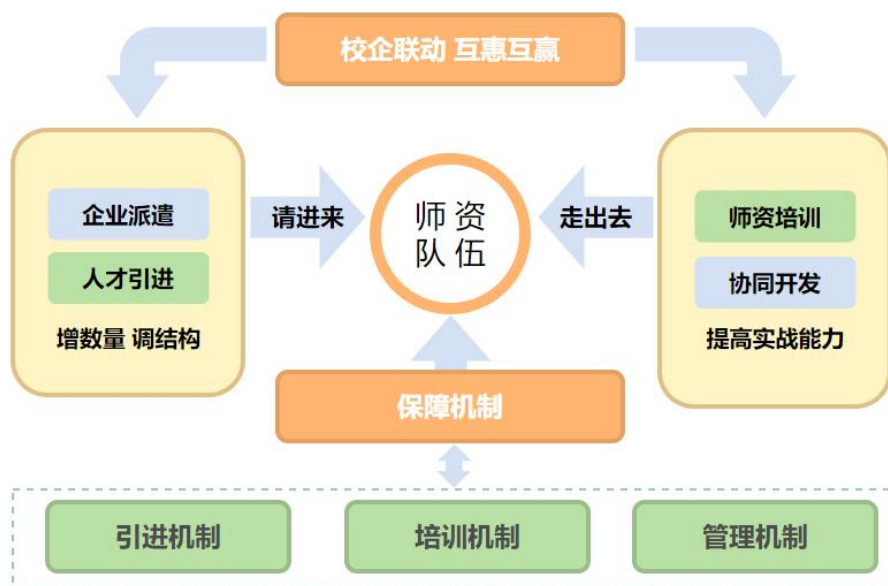 校企联动 互惠互赢
企业派遣
人才引进
增数量 调结构
请进来
师资
队伍
走出去
师资培训
协同开发
提高实战能力
保障机制
引进机制
培训机制
管理机制